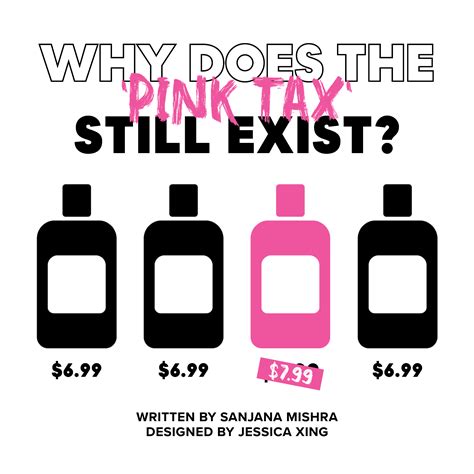 WHY DOES THE
'PINK TAX'
STILL EXIST?
$6.99 $6.99 $7.99 $6.99
WRITTEN BY SANJANA MISHRA
DESIGNED BY JESSICA XING